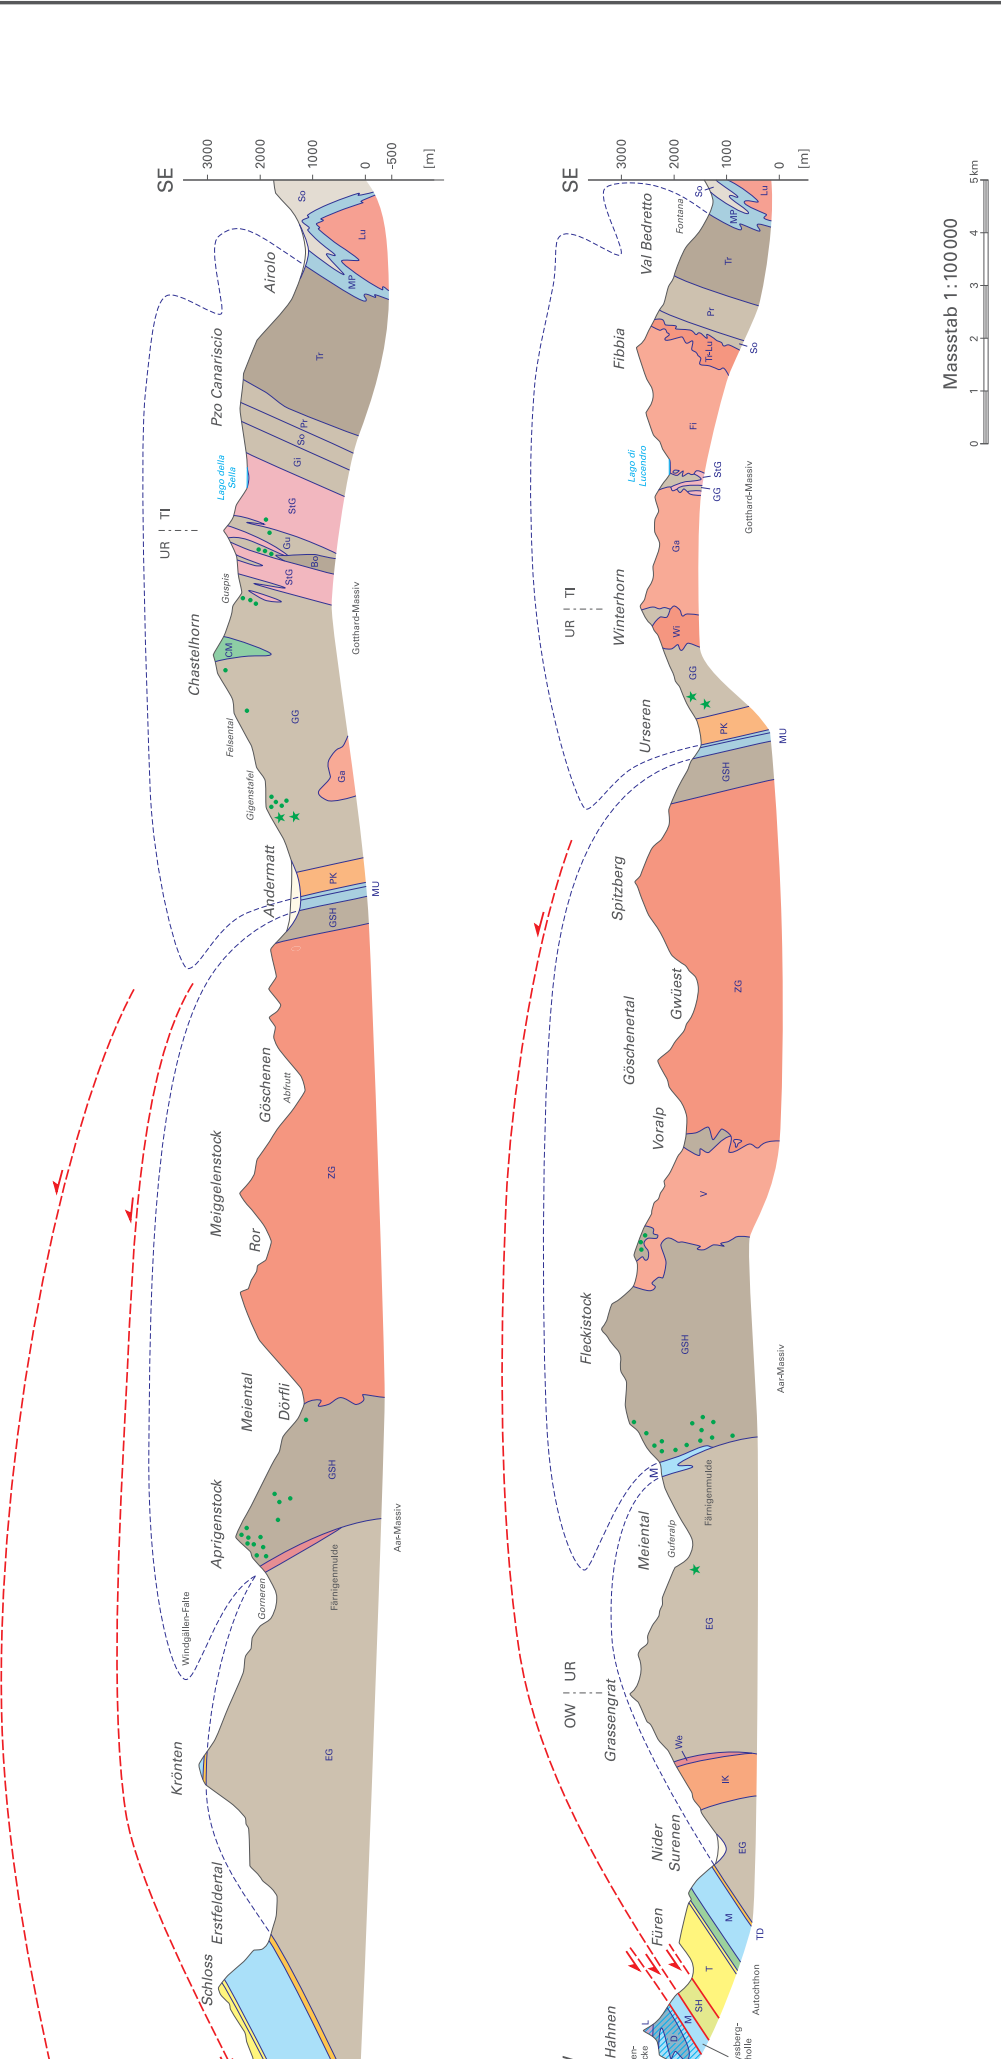 SE
3000
2000
1000
0
-500
[m]
Schloss
Erstfeldertal
Krönten
Windgällen-Falte
Gorneren
Aprigenstock
Meiental
Dörfli
Ror
Meiggelenstock
Göschenen
Abfrutt
Andermatt
Gigenstafel
Felsental
Chastelhorn
Guspis
UR
TI
Lago della
Sella
Pzo Canariscio
Airolo
EG
Färnigenmulde
GSH
ZG
GSH
MU
PK
Ga
GG
CM
StG
Bo
Gu
StG
Gi
So
Pr
Tr
MP
Lu
So
Aar-Massiv
Gotthard-Massiv
SE
3000
2000
1000
0
[m]
Hahnen
Füren
Nider
Surenen
Grassengrat
OW
UR
Meiental
Guferalp
Fleckistock
Voralp
Göschenertal
Gwüest
Spitzberg
Urseren
Winterhorn
UR
TI
Lago di
Lucendro
Fibbia
Val Bedretto
Fontana
L
D
M
SH
T
M
TD
EG
IK
We
EG
Färnigenmulde
M
GSH
V
ZG
GSH
MU
PK
GG
Wi
Ga
GG
StG
Fi
Ti-Lu
So
Pr
Tr
MP
So
Lu
Autochthon
Aar-Massiv
Gotthard-Massiv
Massstab 1:100 000
0
1
2
3
4
5 km